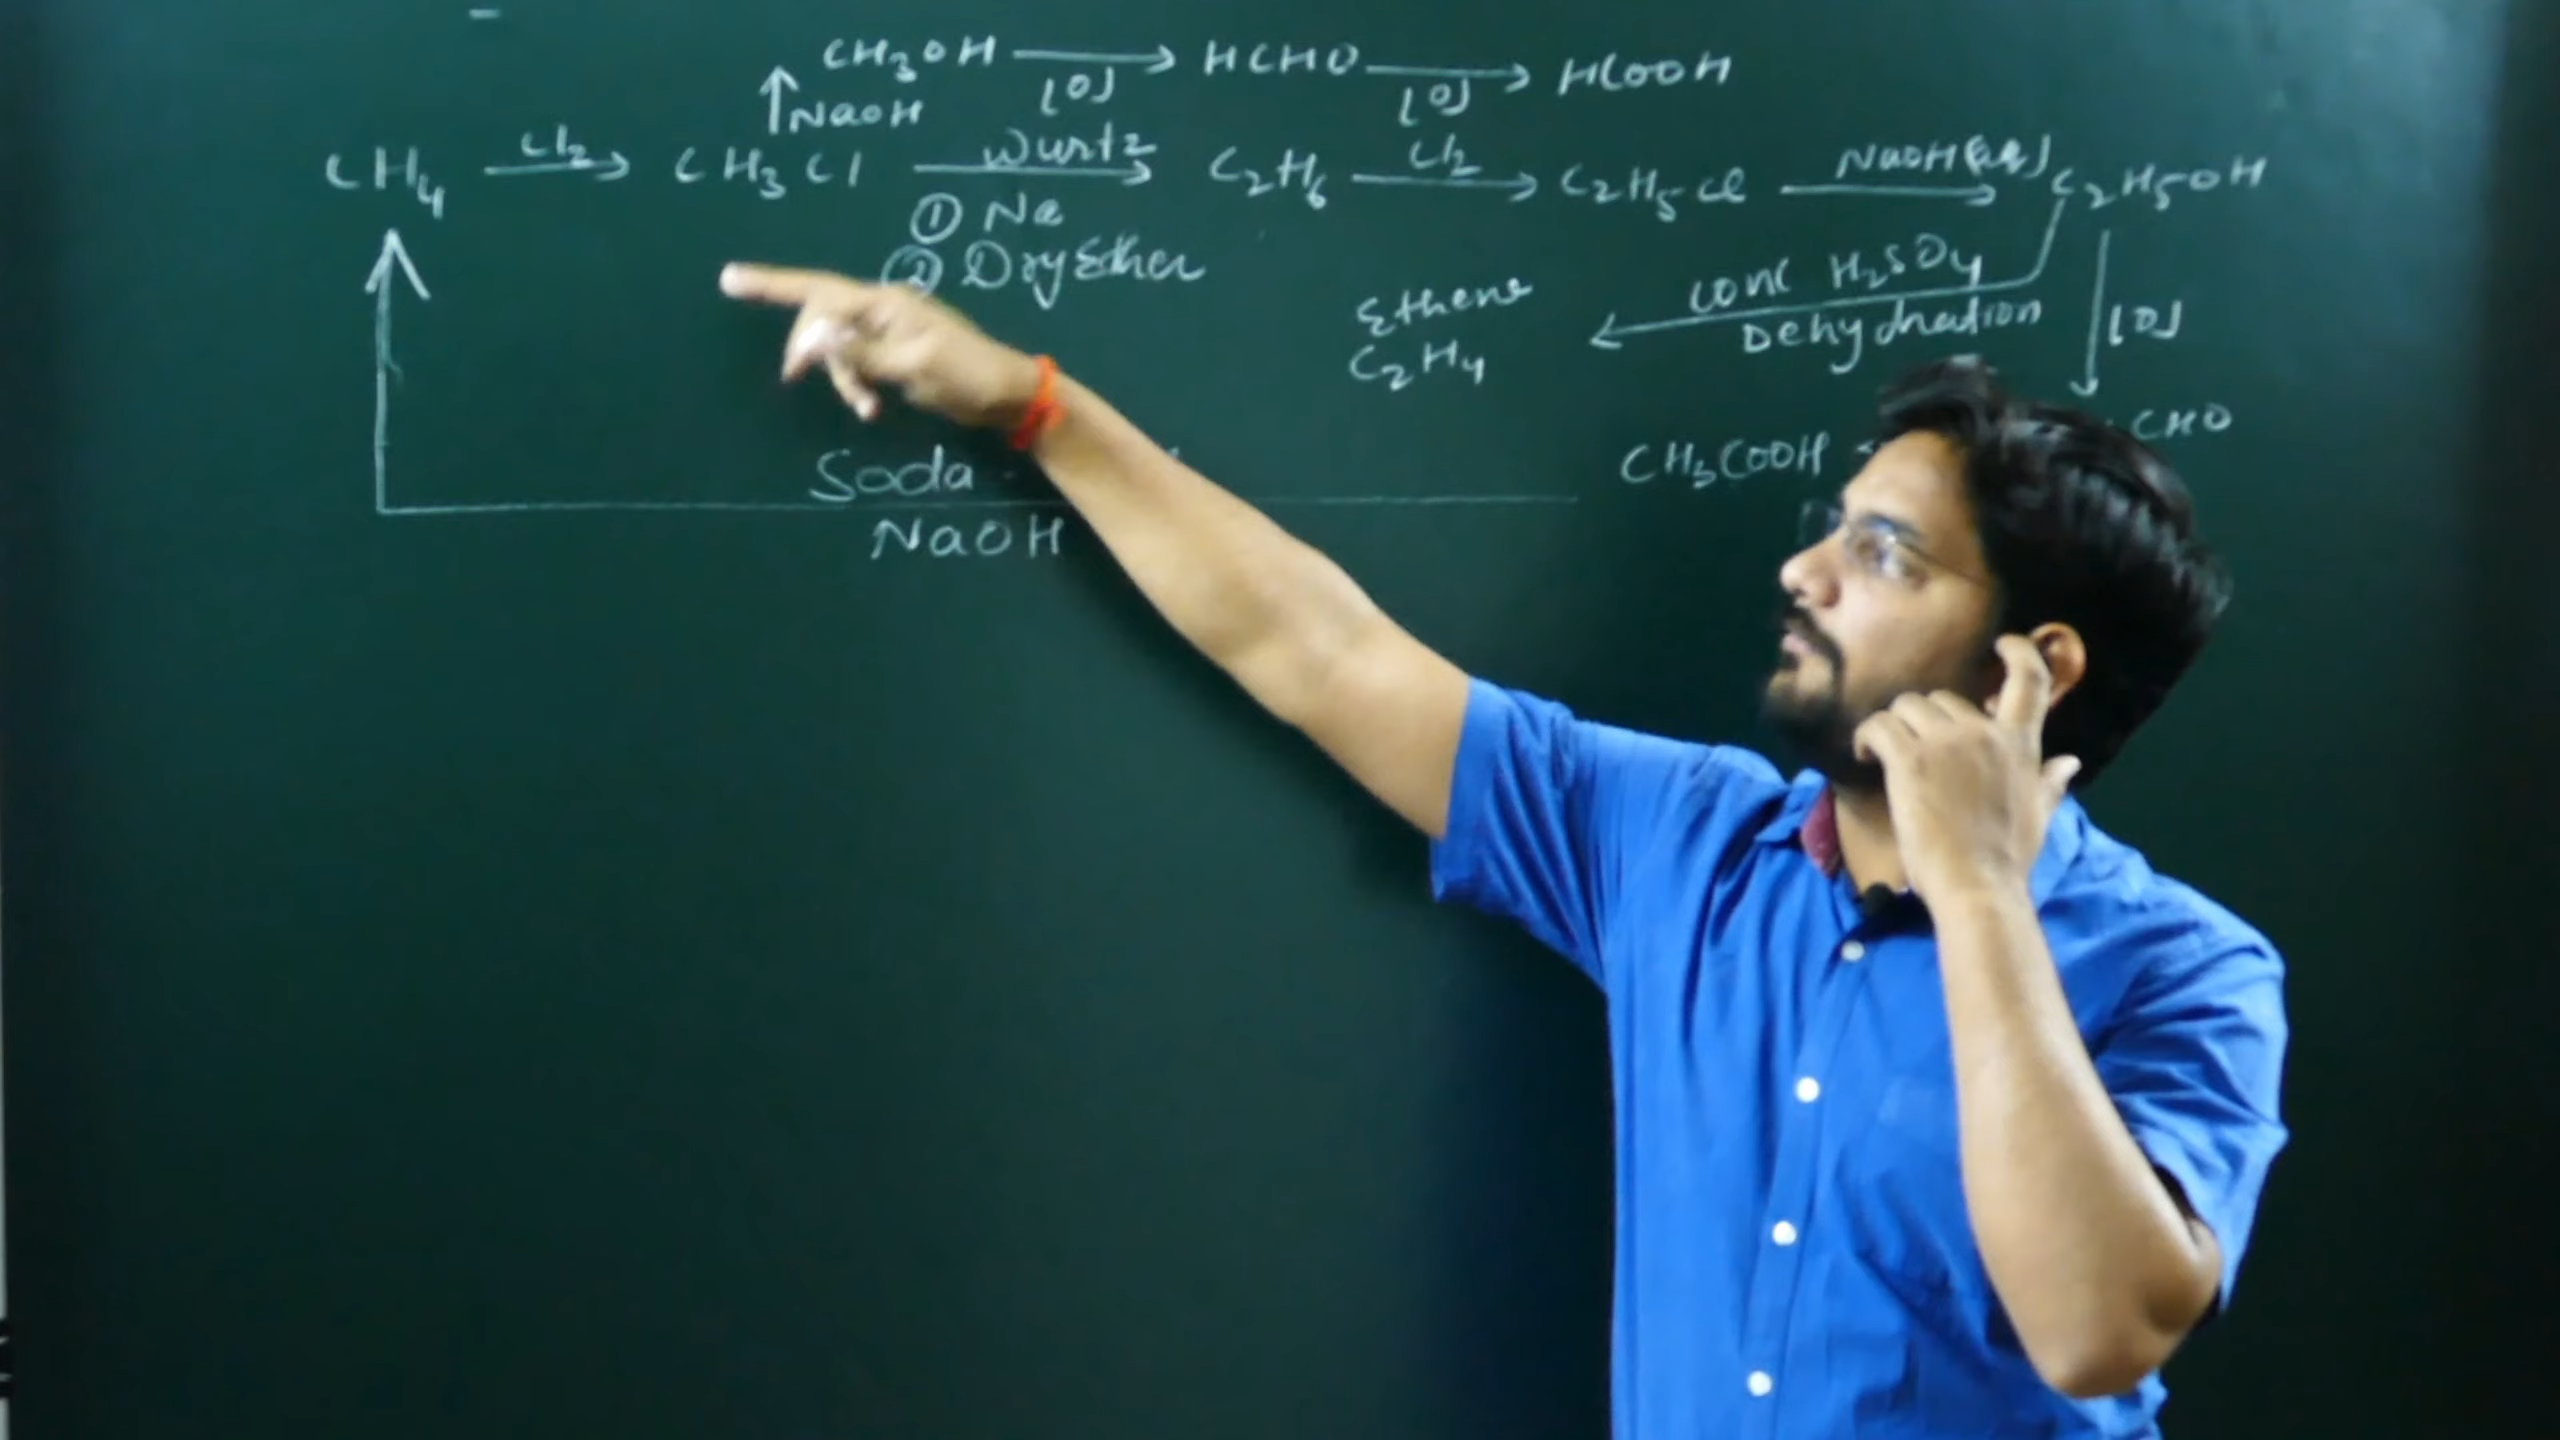 CH3OH → HCHO → HCOOH
[O] [O]
↑ NaOH
CH4 → CH3Cl → C2H6 → C2H5Cl → C2H5OH
Cl2 Wurtz Cl2 NaOH(aq)
① Na
② Dry Ether
conc H2SO4
Dehydration
[O]
Ethene
C2H4
CHO
CH3COOH
Soda
NaOH